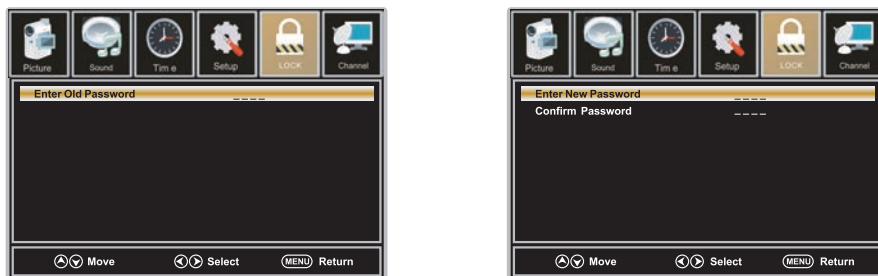 Picture Sound Tim e Setup LOCK Channel
Enter Old Password _ _ _ _
Move Select MENU Return
Picture Sound Tim e Setup LOCK Channel
Enter New Password _ _ _ _
Confirm Password _ _ _ _
Move Select MENU Return